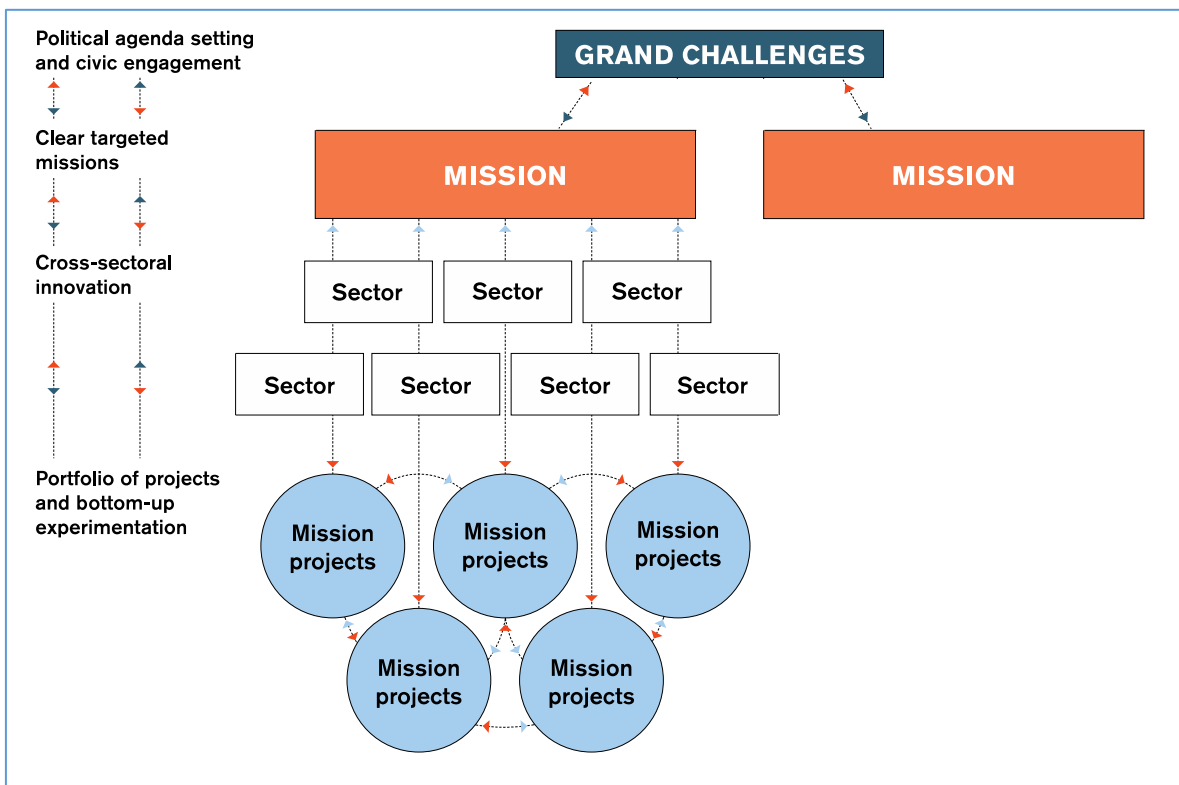 Political agenda setting
and civic engagement
GRAND CHALLENGES
Clear targeted
missions
MISSION
MISSION
Cross-sectoral
innovation
Sector
Sector
Sector
Sector
Sector
Sector
Sector
Portfolio of projects
and bottom-up
experimentation
Mission
projects
Mission
projects
Mission
projects
Mission
projects
Mission
projects